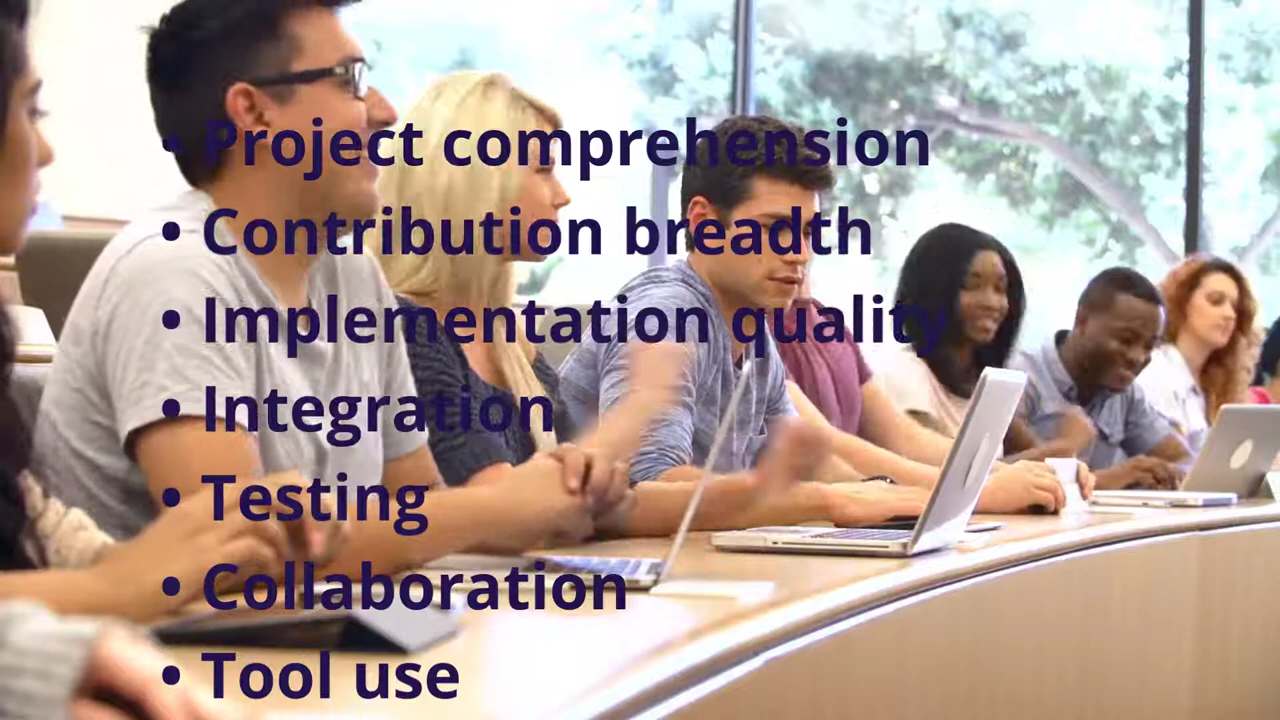 • Project comprehension
• Contribution breadth
• Implementation quality
• Integration
• Testing
• Collaboration
• Tool use